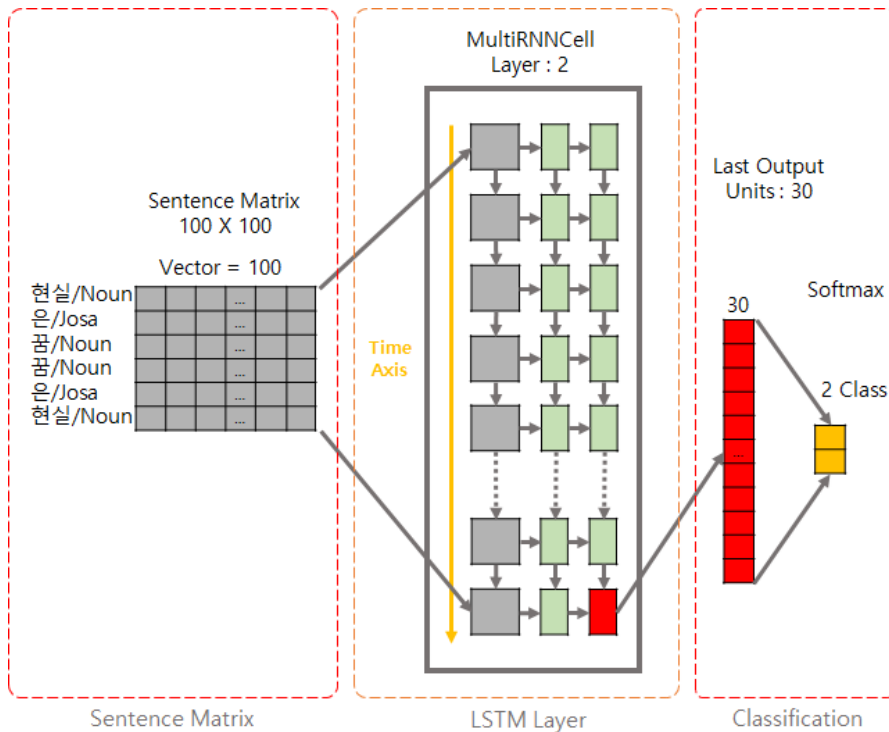 Sentence Matrix
100 X 100
Vector = 100
현실/Noun
은/Josa
꿈/Noun
꿈/Noun
은/Josa
현실/Noun
...
...
...
...
...
...
Sentence Matrix
MultiRNNCell
Layer : 2
Time
Axis
LSTM Layer
Last Output
Units : 30
30
...
Softmax
2 Class
Classification